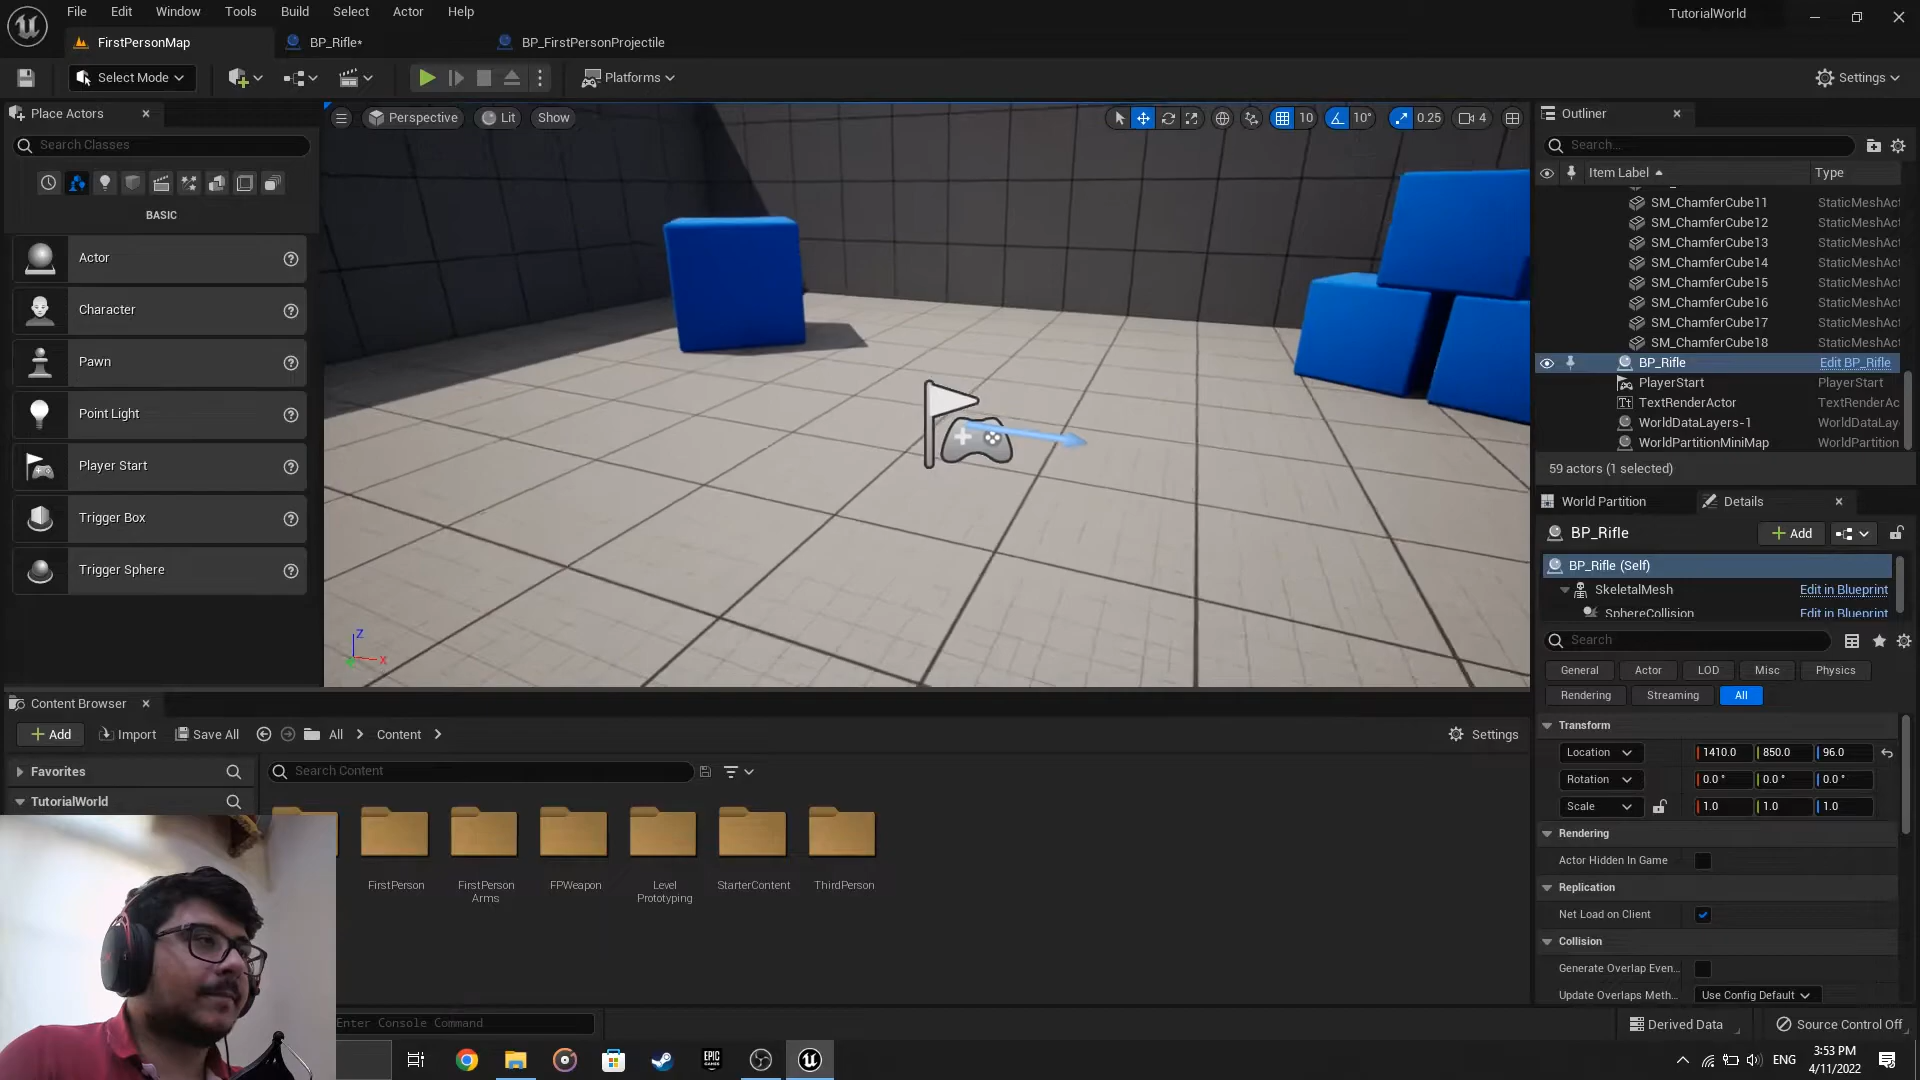 File Edit Window Tools Build Select Actor Help
TutorialWorld
FirstPersonMap BP_Rifle* BP_FirstPersonProjectile
Select Mode Platforms Settings
Place Actors
Search Classes
BASIC
Actor
Character
Pawn
Point Light
Player Start
Trigger Box
Trigger Sphere
Perspective Lit Show 10 10° 0.25 4
Z
X
Outliner
Search...
Item Label Type
SM_ChamferCube11 StaticMeshAct
SM_ChamferCube12 StaticMeshAct
SM_ChamferCube13 StaticMeshAct
SM_ChamferCube14 StaticMeshAct
SM_ChamferCube15 StaticMeshAct
SM_ChamferCube16 StaticMeshAct
SM_ChamferCube17 StaticMeshAct
SM_ChamferCube18 StaticMeshAct
BP_Rifle Edit BP_Rifle
PlayerStart PlayerStart
TextRenderActor TextRenderAc
WorldDataLayers-1 WorldDataLay
WorldPartitionMiniMap WorldPartition
59 actors (1 selected)
World Partition Details
BP_Rifle Add
BP_Rifle (Self)
SkeletalMesh Edit in Blueprint
SphereCollision Edit in Blueprint
Search
General Actor LOD Misc Physics
Rendering Streaming All
Transform
Location 1410.0 850.0 96.0
Rotation 0.0 ° 0.0 ° 0.0 °
Scale 1.0 1.0 1.0
Rendering
Actor Hidden In Game
Replication
Net Load on Client
Collision
Generate Overlap Even...
Update Overlaps Meth... Use Config Default
Content Browser
Add Import Save All All Content Settings
Favorites
TutorialWorld
Search Content
FirstPerson
FirstPerson
Arms
FPWeapon
Level
Prototyping
StarterContent
ThirdPerson
Enter Console Command
Derived Data Source Control Off
EPIC
GAMES
ENG
3:53 PM
4/11/2022